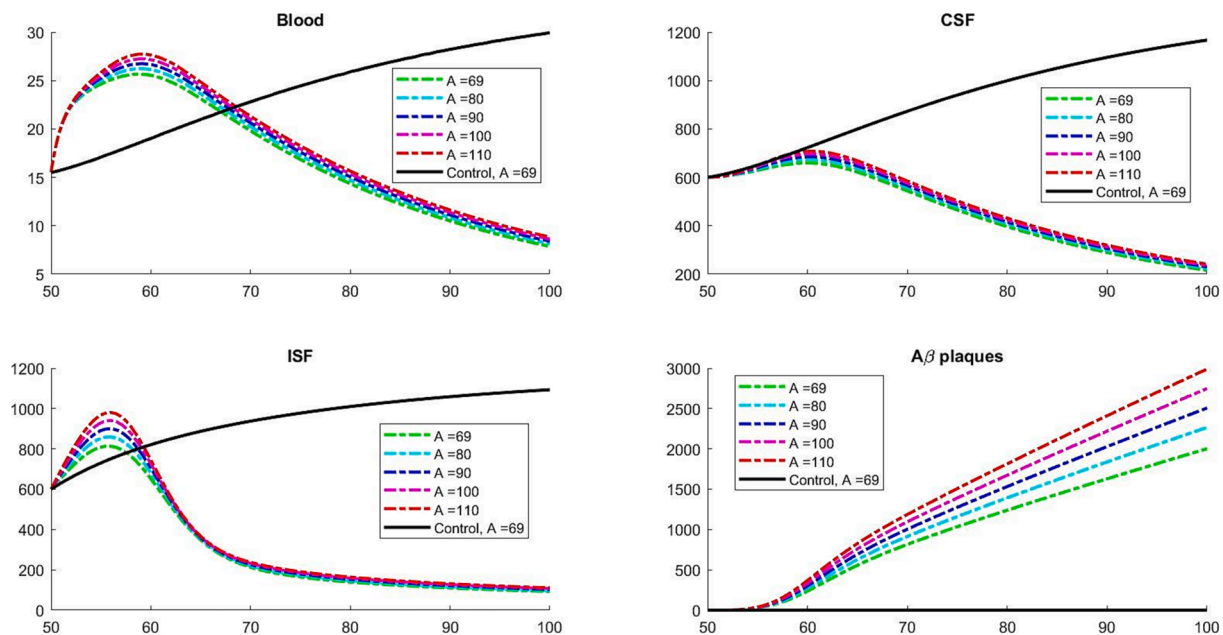 Blood
30
25
20
15
10
5
50
60
70
80
90
100
A =69
A =80
A =90
A =100
A =110
Control, A =69
CSF
1200
1000
800
600
400
200
50
60
70
80
90
100
A =69
A =80
A =90
A =100
A =110
Control, A =69
ISF
1200
1000
800
600
400
200
0
50
60
70
80
90
100
A =69
A =80
A =90
A =100
A =110
Control, A =69
Aβ plaques
3000
2500
2000
1500
1000
500
0
50
60
70
80
90
100
A =69
A =80
A =90
A =100
A =110
Control, A =69